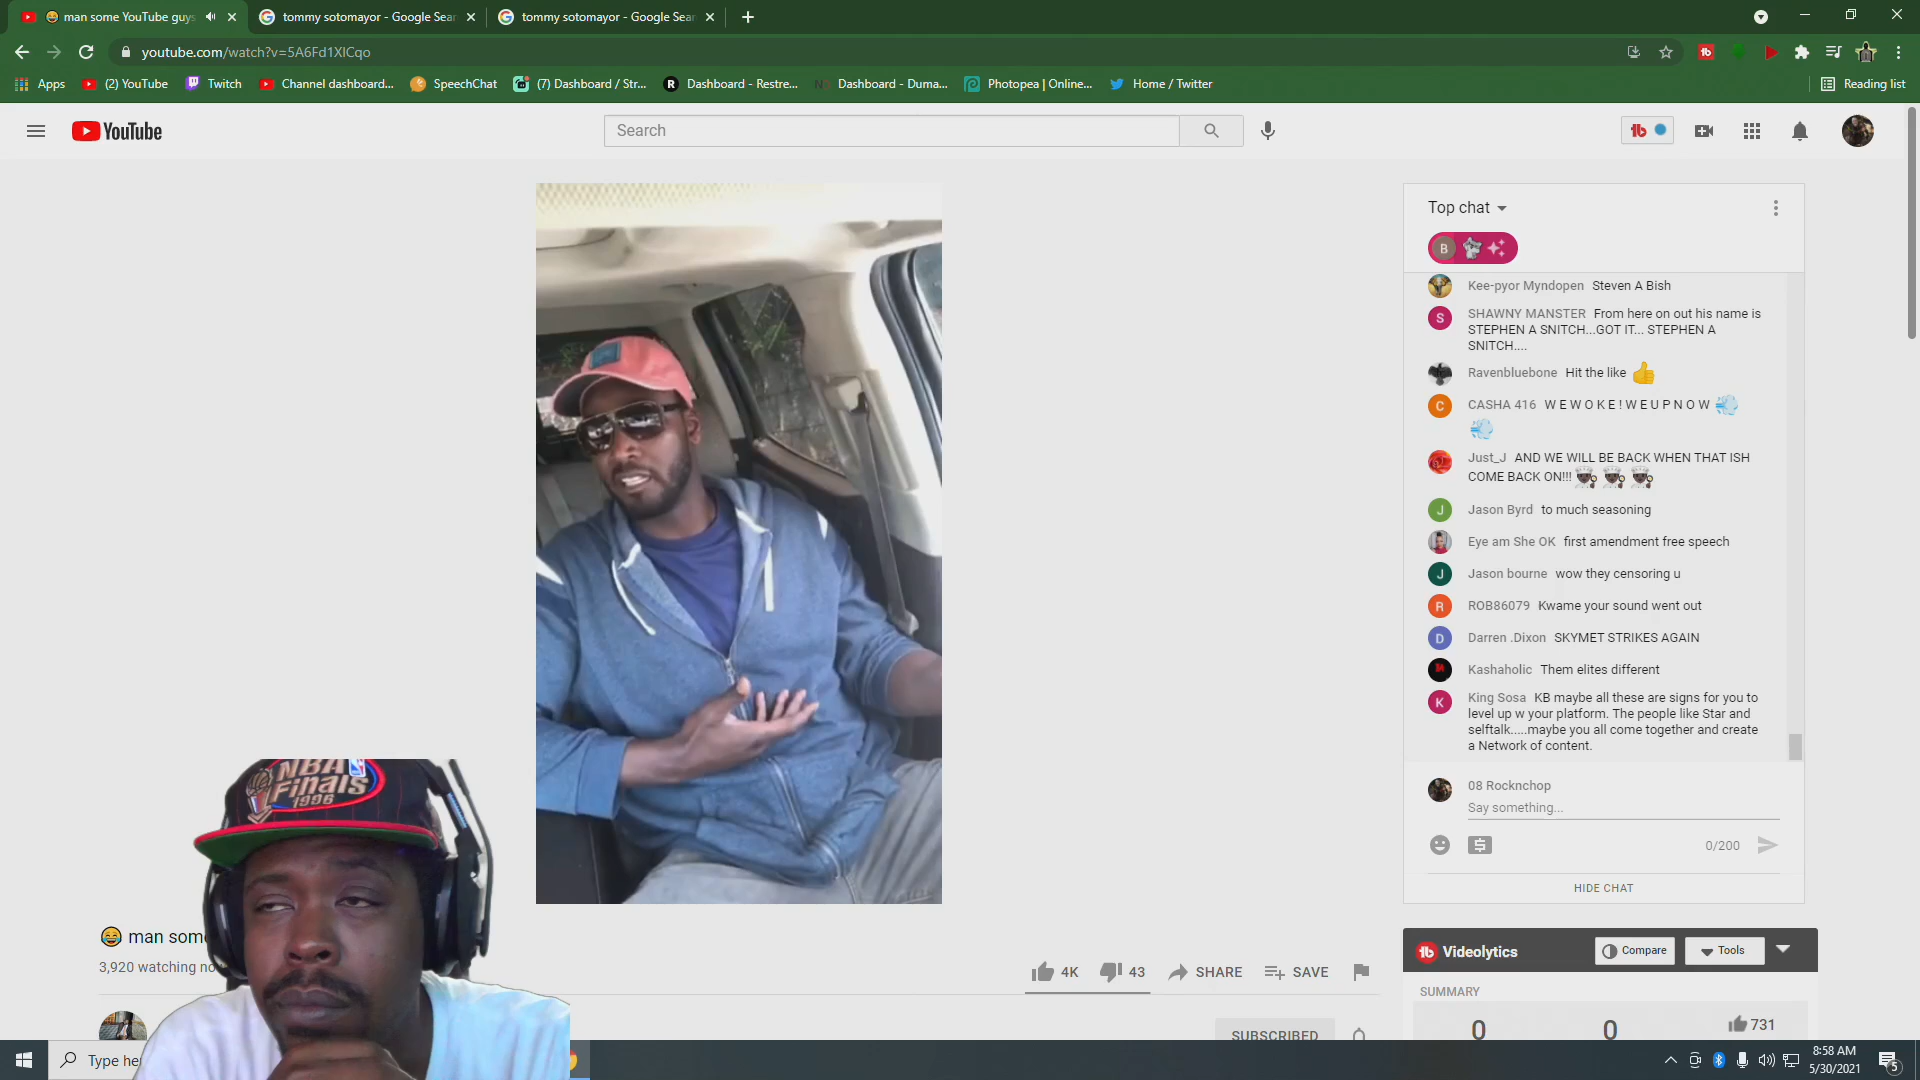 man some YouTube guys
tommy sotomayor - Google Sear
tommy sotomayor - Google Sear
youtube.com/watch?v=5A6Fd1XlCqo
Apps
(2) YouTube
Twitch
Channel dashboard...
SpeechChat
(7) Dashboard / Str...
Dashboard - Restre...
Dashboard - Duma...
Photopea | Online...
Home / Twitter
Reading list
YouTube
Search
Top chat
B
Kee-pyor Myndopen Steven A Bish
S
SHAWNY MANSTER From here on out his name is
STEPHEN A SNITCH...GOT IT... STEPHEN A
SNITCH....
Ravenbluebone Hit the like 👍
C
CASHA 416 W E W O K E ! W E U P N O W 💨
💨
Just_J AND WE WILL BE BACK WHEN THAT ISH
COME BACK ON!!!
J
Jason Byrd to much seasoning
Eye am She OK first amendment free speech
J
Jason bourne wow they censoring u
R
ROB86079 Kwame your sound went out
D
Darren .Dixon SKYMET STRIKES AGAIN
Kashaholic Them elites different
K
King Sosa KB maybe all these are signs for you to
level up w your platform. The people like Star and
selftalk.....maybe you all come together and create
a Network of content.
08 Rocknchop
Say something...
0/200
HIDE CHAT
NBA
Finals
1996
😂 man some
3,920 watching no
4K
43
SHARE
SAVE
SUBSCRIBED
Videolytics
Compare
Tools
SUMMARY
0
0
731
Type he
8:58 AM
5/30/2021
5